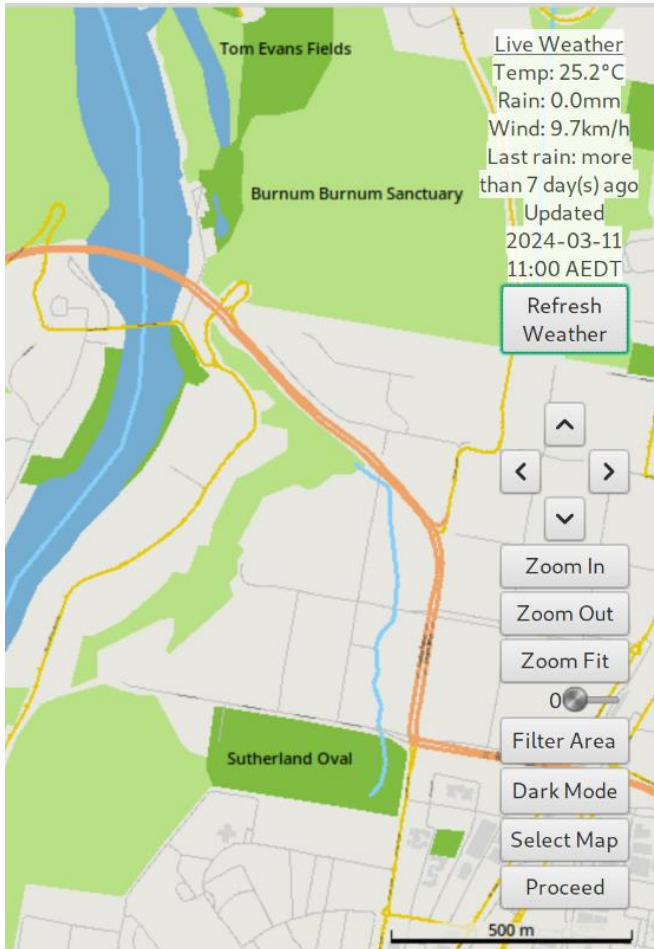 Tom Evans Fields
Burnum Burnum Sanctuary
Sutherland Oval
Live Weather
Temp: 25.2°C
Rain: 0.0mm
Wind: 9.7km/h
Last rain: more
than 7 day(s) ago
Updated
2024-03-11
11:00 AEDT
Refresh
Weather
Zoom In
Zoom Out
Zoom Fit
0
Filter Area
Dark Mode
Select Map
Proceed
500 m